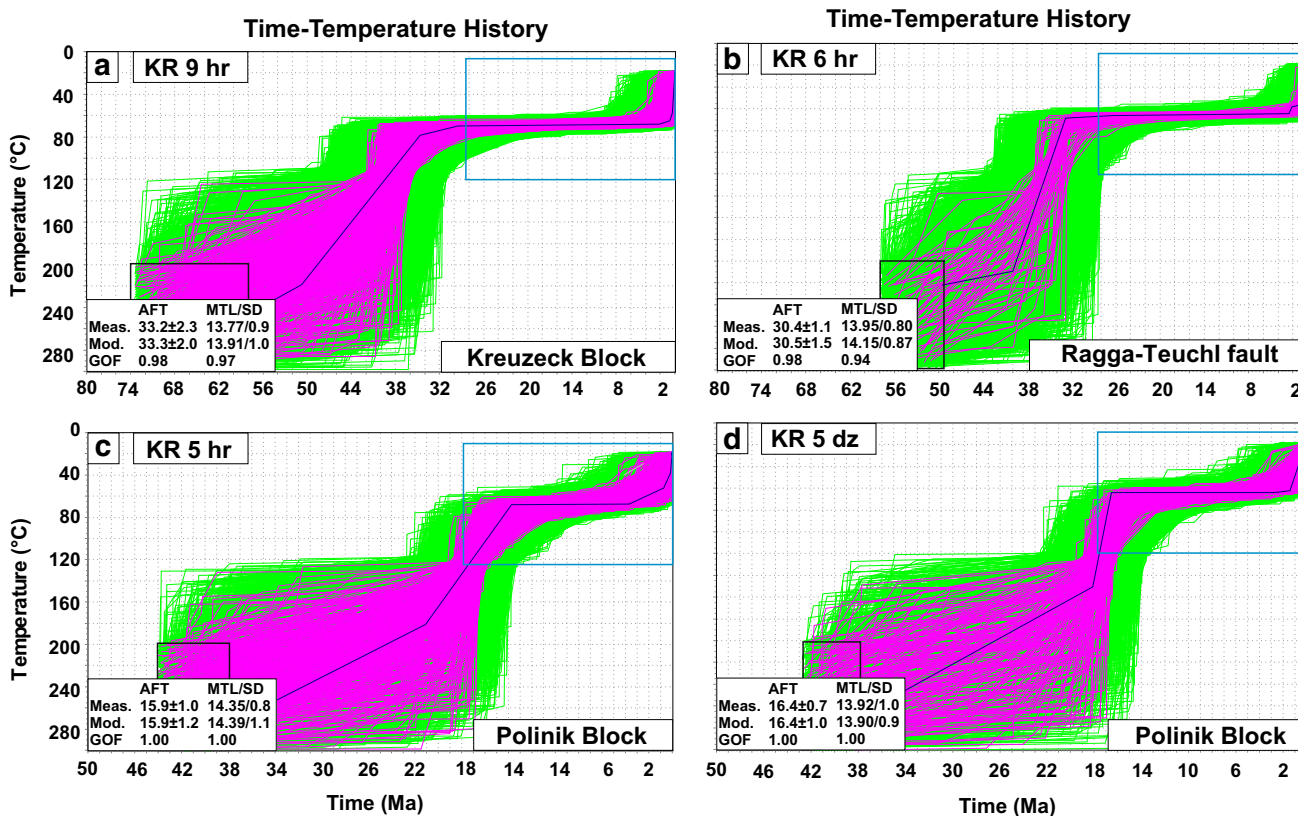 Time-Temperature History
Time-Temperature History
a KR 9 hr
b KR 6 hr
0
40
80
120
160
200
240
280
Temperature (°C)
AFT MTL/SD
Meas. 33.2±2.3 13.77/0.9
Mod. 33.3±2.0 13.91/1.0
GOF 0.98 0.97
Kreuzeck Block
80 74 68 62 56 50 44 38 32 26 20 14 8 2
AFT MTL/SD
Meas. 30.4±1.1 13.95/0.80
Mod. 30.5±1.5 14.15/0.87
GOF 0.98 0.94
Ragga-Teuchl fault
80 74 68 62 56 50 44 38 32 26 20 14 8 2
c KR 5 hr
d KR 5 dz
0
40
80
120
160
200
240
280
Temperature (°C)
AFT MTL/SD
Meas. 15.9±1.0 14.35/0.8
Mod. 15.9±1.2 14.39/1.1
GOF 1.00 1.00
Polinik Block
50 46 42 38 34 30 26 22 18 14 10 6 2
Time (Ma)
AFT MTL/SD
Meas. 16.4±0.7 13.92/1.0
Mod. 16.4±1.0 13.90/0.9
GOF 1.00 1.00
Polinik Block
50 46 42 38 34 30 26 22 18 14 10 6 2
Time (Ma)